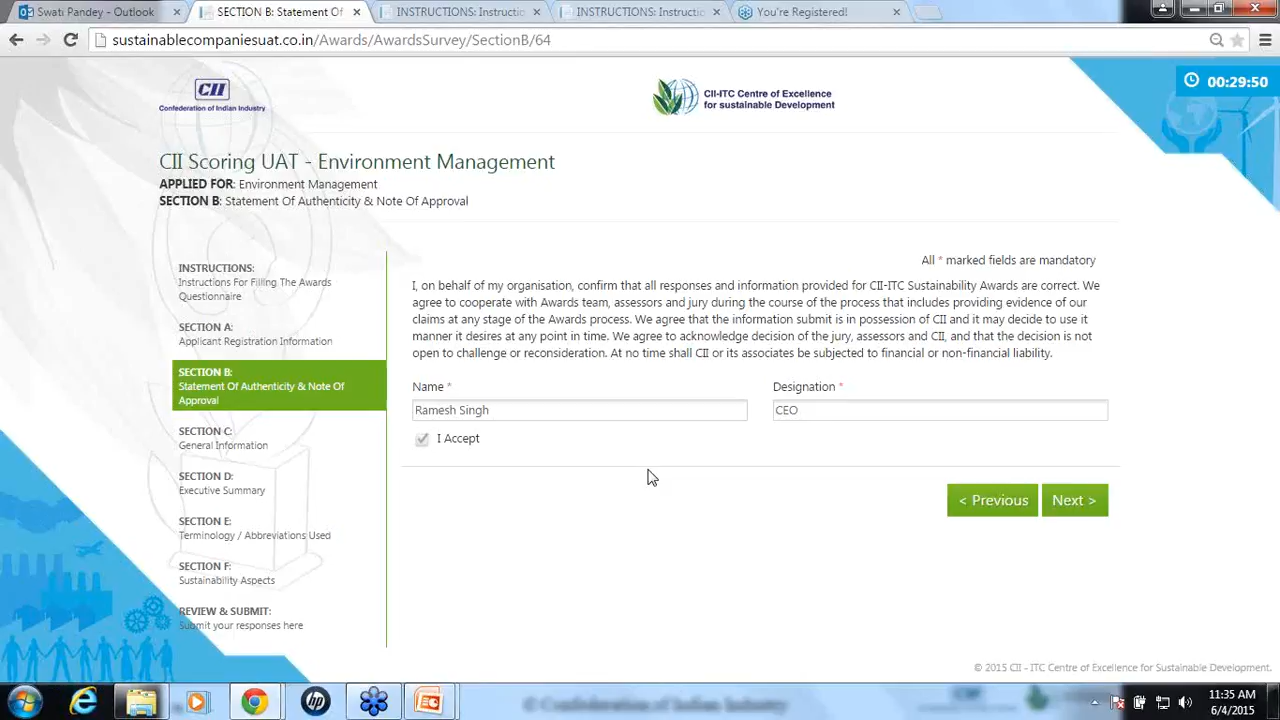 Swati Pandey - Outlook
SECTION B: Statement Of
INSTRUCTIONS: Instructio
INSTRUCTIONS: Instructio
You're Registered!
sustainablecompaniesuat.co.in/Awards/AwardsSurvey/SectionB/64
00:29:50
CII
Confederation of Indian Industry
CII-ITC Centre of Excellence
for sustainable Development
CII Scoring UAT - Environment Management
APPLIED FOR: Environment Management
SECTION B: Statement Of Authenticity & Note Of Approval
INSTRUCTIONS:
Instructions For Filling The Awards
Questionnaire
SECTION A:
Applicant Registration Information
SECTION B:
Statement Of Authenticity & Note Of
Approval
SECTION C:
General Information
SECTION D:
Executive Summary
SECTION E:
Terminology / Abbreviations Used
SECTION F:
Sustainability Aspects
REVIEW & SUBMIT:
Submit your responses here
All * marked fields are mandatory
I, on behalf of my organisation, confirm that all responses and information provided for CII-ITC Sustainability Awards are correct. We
agree to cooperate with Awards team, assessors and jury during the course of the process that includes providing evidence of our
claims at any stage of the Awards process. We agree that the information submit is in possession of CII and it may decide to use it
manner it desires at any point in time. We agree to acknowledge decision of the jury, assessors and CII, and that the decision is not
open to challenge or reconsideration. At no time shall CII or its associates be subjected to financial or non-financial liability.
Name *
Designation *
Ramesh Singh
CEO
I Accept
< Previous
Next >
© 2015 CII - ITC Centre of Excellence for Sustainable Development.
© Confederation of Indian Industry
11:35 AM
6/4/2015